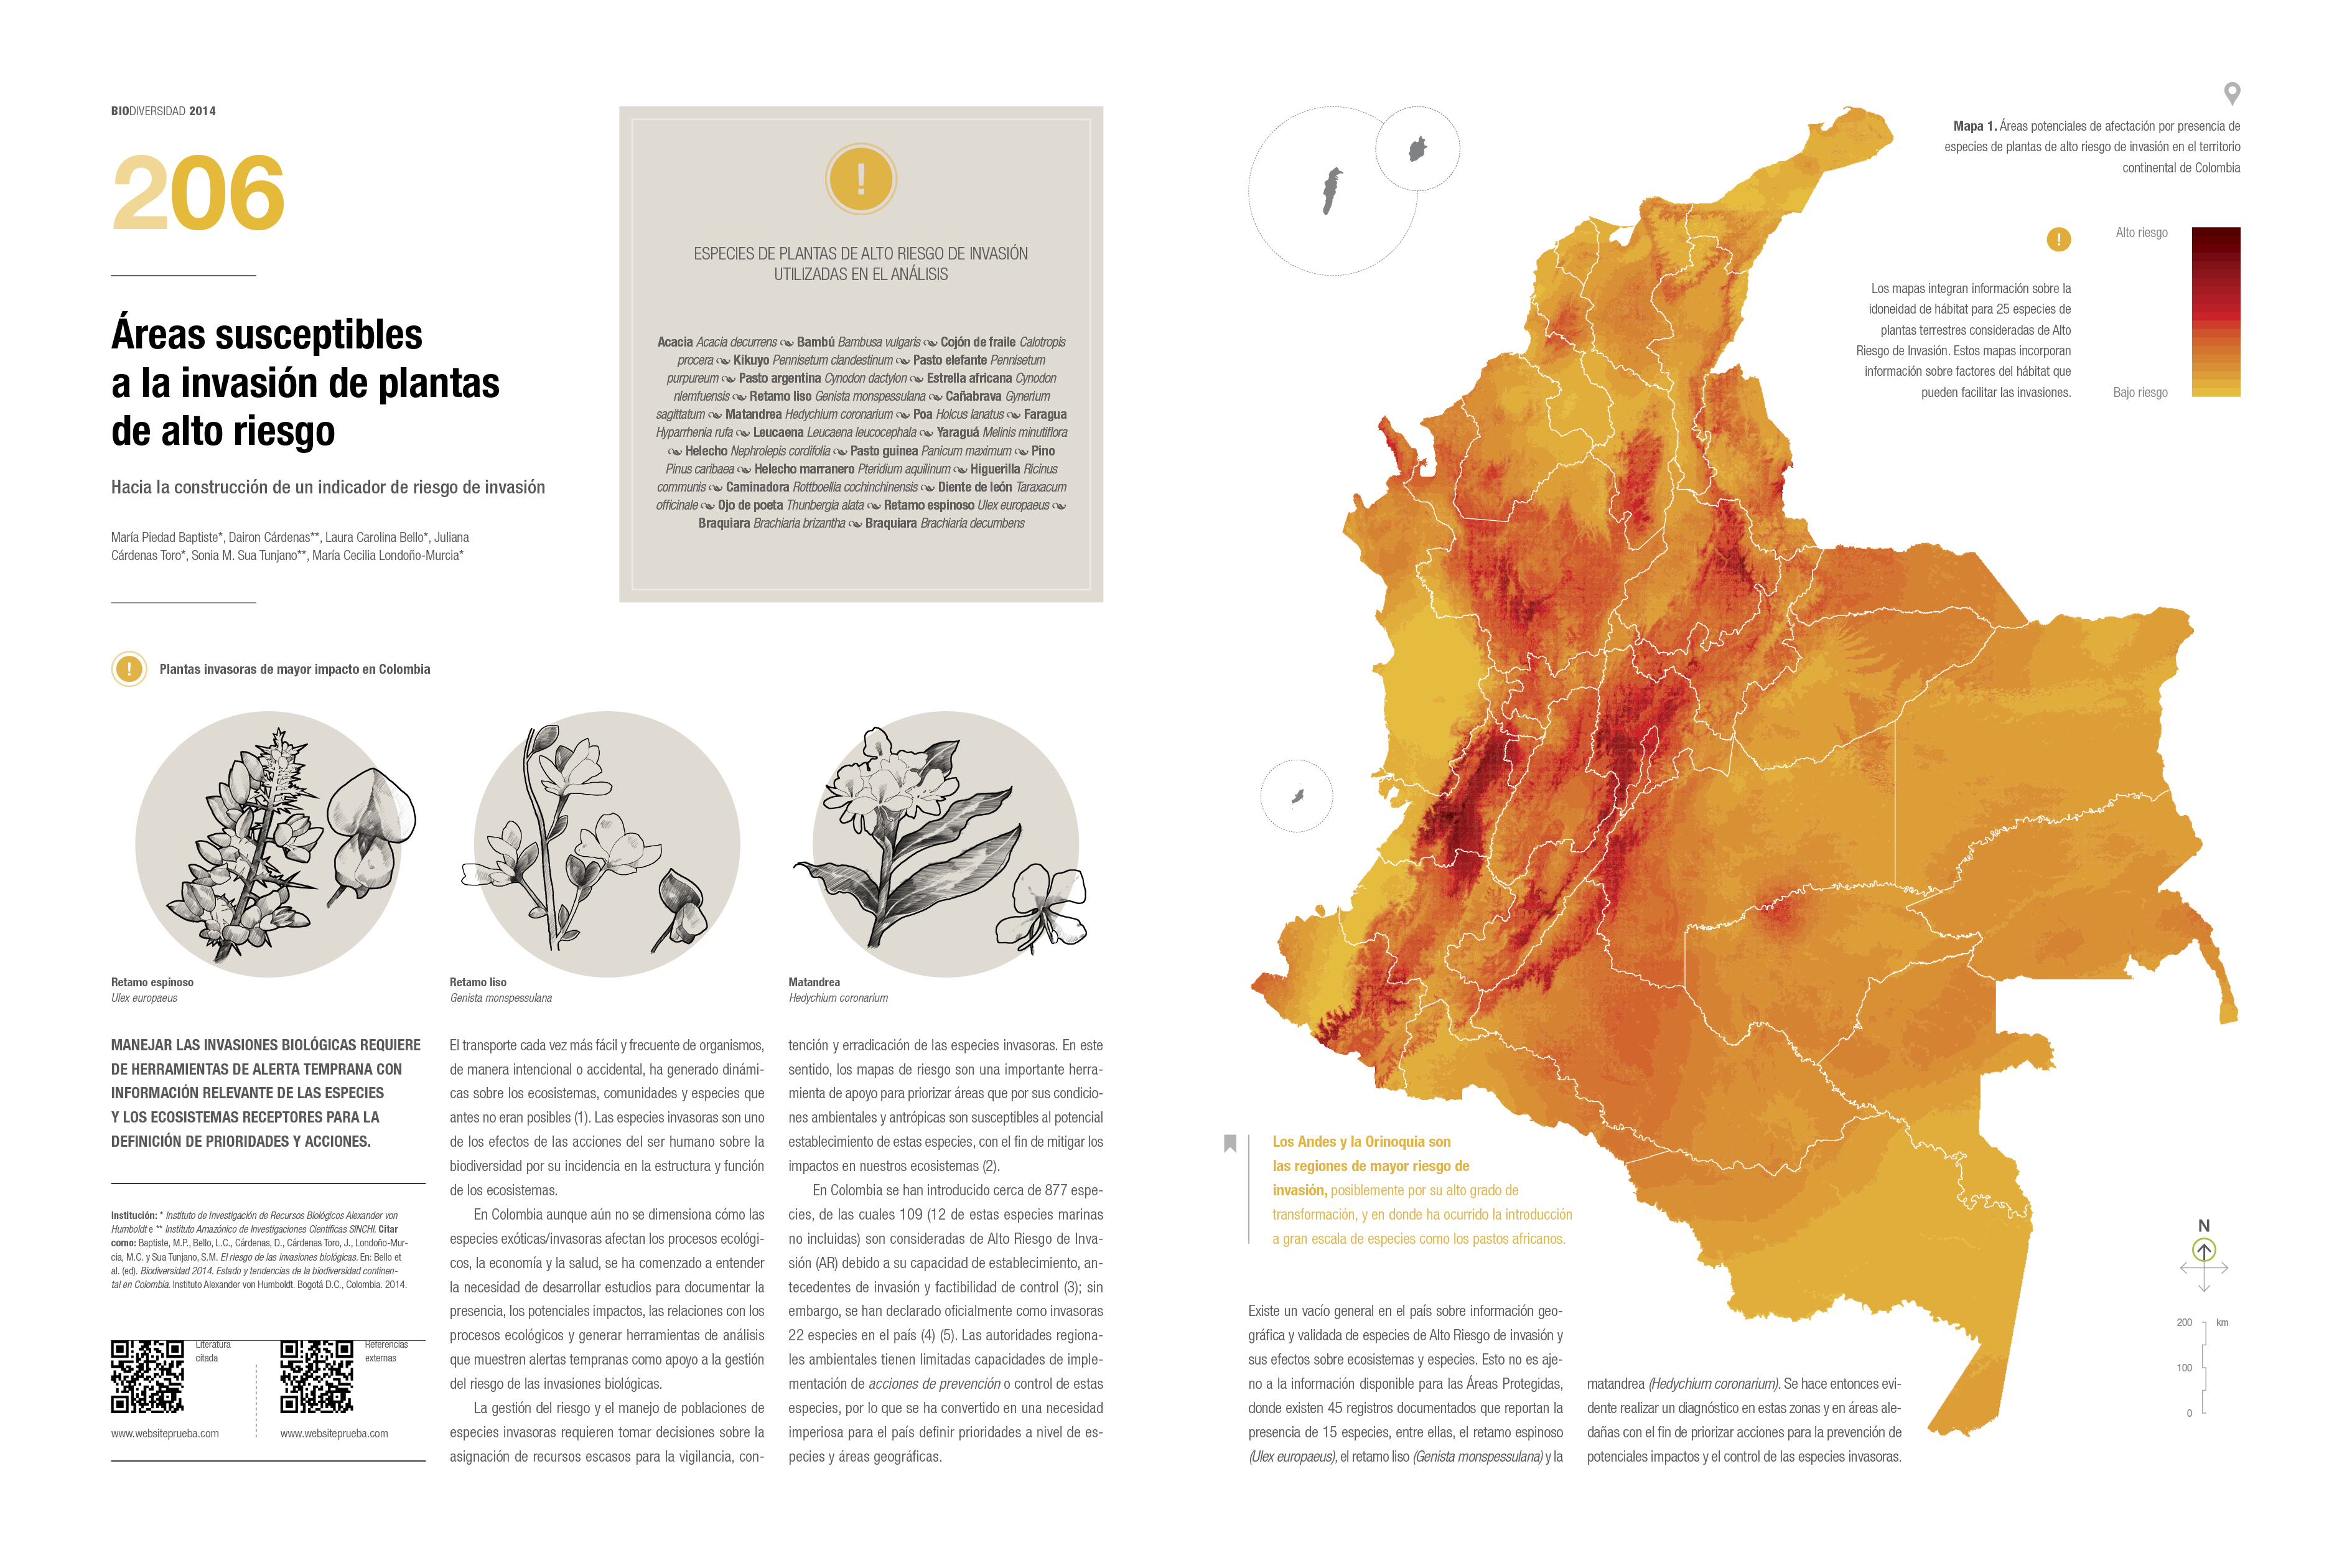 BIODIVERSIDAD 2014
206
Áreas susceptibles
a la invasión de plantas
de alto riesgo
Hacia la construcción de un indicador de riesgo de invasión
María Piedad Baptiste*, Dairon Cárdenas**, Laura Carolina Bello*, Juliana
Cárdenas Toro*, Sonia M. Sua Tunjano**, María Cecilia Londoño-Murcia*
!
ESPECIES DE PLANTAS DE ALTO RIESGO DE INVASIÓN
UTILIZADAS EN EL ANÁLISIS
Acacia Acacia decurrens Bambú Bambusa vulgaris Cojón de fraile Calotropis
procera Kikuyo Pennisetum clandestinum Pasto elefante Pennisetum
purpureum Pasto argentina Cynodon dactylon Estrella africana Cynodon
nlemfuensis Retamo liso Genista monspessulana Cañabrava Gynerium
sagittatum Matandrea Hedychium coronarium Poa Holcus lanatus Faragua
Hyparrhenia rufa Leucaena Leucaena leucocephala Yaraguá Melinis minutiflora
Helecho Nephrolepis cordifolia Pasto guinea Panicum maximum Pino
Pinus caribaea Helecho marranero Pteridium aquilinum Higuerilla Ricinus
communis Caminadora Rottboellia cochinchinensis Diente de león Taraxacum
officinale Ojo de poeta Thunbergia alata Retamo espinoso Ulex europaeus
Braquiara Brachiaria brizantha Braquiara Brachiaria decumbens
! Plantas invasoras de mayor impacto en Colombia
Retamo espinoso
Ulex europaeus
Retamo liso
Genista monspessulana
Matandrea
Hedychium coronarium
MANEJAR LAS INVASIONES BIOLÓGICAS REQUIERE
DE HERRAMIENTAS DE ALERTA TEMPRANA CON
INFORMACIÓN RELEVANTE DE LAS ESPECIES
Y LOS ECOSISTEMAS RECEPTORES PARA LA
DEFINICIÓN DE PRIORIDADES Y ACCIONES.
Institución: * Instituto de Investigación de Recursos Biológicos Alexander von
Humboldt e ** Instituto Amazónico de Investigaciones Científicas SINCHI. Citar
como: Baptiste, M.P., Bello, L.C., Cárdenas, D., Cárdenas Toro, J., Londoño-Mur-
cia, M.C. y Sua Tunjano, S.M. El riesgo de las invasiones biológicas. En: Bello et
al. (ed). Biodiversidad 2014. Estado y tendencias de la biodiversidad continen-
tal en Colombia. Instituto Alexander von Humboldt. Bogotá D.C., Colombia. 2014.
Literatura
citada
www.websiteprueba.com
Referencias
externas
www.websiteprueba.com
El transporte cada vez más fácil y frecuente de organismos,
de manera intencional o accidental, ha generado dinámi-
cas sobre los ecosistemas, comunidades y especies que
antes no eran posibles (1). Las especies invasoras son uno
de los efectos de las acciones del ser humano sobre la
biodiversidad por su incidencia en la estructura y función
de los ecosistemas.
En Colombia aunque aún no se dimensiona cómo las
especies exóticas/invasoras afectan los procesos ecológi-
cos, la economía y la salud, se ha comenzado a entender
la necesidad de desarrollar estudios para documentar la
presencia, los potenciales impactos, las relaciones con los
procesos ecológicos y generar herramientas de análisis
que muestren alertas tempranas como apoyo a la gestión
del riesgo de las invasiones biológicas.
La gestión del riesgo y el manejo de poblaciones de
especies invasoras requieren tomar decisiones sobre la
asignación de recursos escasos para la vigilancia, con-
tención y erradicación de las especies invasoras. En este
sentido, los mapas de riesgo son una importante herra-
mienta de apoyo para priorizar áreas que por sus condicio-
nes ambientales y antrópicas son susceptibles al potencial
establecimiento de estas especies, con el fin de mitigar los
impactos en nuestros ecosistemas (2).
En Colombia se han introducido cerca de 877 espe-
cies, de las cuales 109 (12 de estas especies marinas
no incluidas) son consideradas de Alto Riesgo de Inva-
sión (AR) debido a su capacidad de establecimiento, an-
tecedentes de invasión y factibilidad de control (3); sin
embargo, se han declarado oficialmente como invasoras
22 especies en el país (4) (5). Las autoridades regiona-
les ambientales tienen limitadas capacidades de imple-
mentación de acciones de prevención o control de estas
especies, por lo que se ha convertido en una necesidad
imperiosa para el país definir prioridades a nivel de es-
pecies y áreas geográficas.
Mapa 1. Áreas potenciales de afectación por presencia de
especies de plantas de alto riesgo de invasión en el territorio
continental de Colombia
!
Alto riesgo
Bajo riesgo
Los mapas integran información sobre la
idoneidad de hábitat para 25 especies de
plantas terrestres consideradas de Alto
Riesgo de Invasión. Estos mapas incorporan
información sobre factores del hábitat que
pueden facilitar las invasiones.
Los Andes y la Orinoquia son
las regiones de mayor riesgo de
invasión, posiblemente por su alto grado de
transformación, y en donde ha ocurrido la introducción
a gran escala de especies como los pastos africanos.
Existe un vacío general en el país sobre información geo-
gráfica y validada de especies de Alto Riesgo de invasión y
sus efectos sobre ecosistemas y especies. Esto no es aje-
no a la información disponible para las Áreas Protegidas,
donde existen 45 registros documentados que reportan la
presencia de 15 especies, entre ellas, el retamo espinoso
(Ulex europaeus), el retamo liso (Genista monspessulana) y la
matandrea (Hedychium coronarium). Se hace entonces evi-
dente realizar un diagnóstico en estas zonas y en áreas ale-
dañas con el fin de priorizar acciones para la prevención de
potenciales impactos y el control de las especies invasoras.
N
200 km
100
0